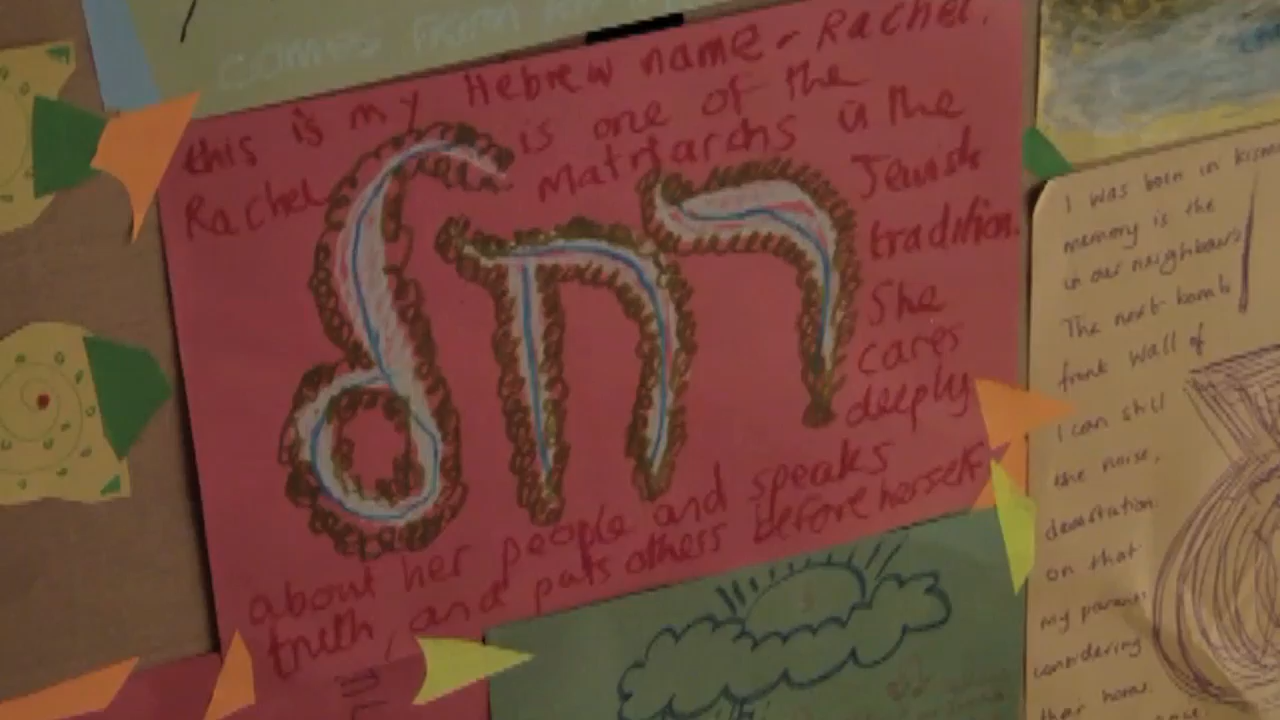 comes from
this is my Hebrew name - Rachel.
Rachel is one of the
Matriarchs ü the
Jewish
tradition.
She
cares
deeply
about her people and speaks
truth, and puts others before herself
רחל
I was born in
memory is the
in our neighbours
The next bomb
front wall of
I can still
the noise,
devastation.
on that
my parents
considering
their home.